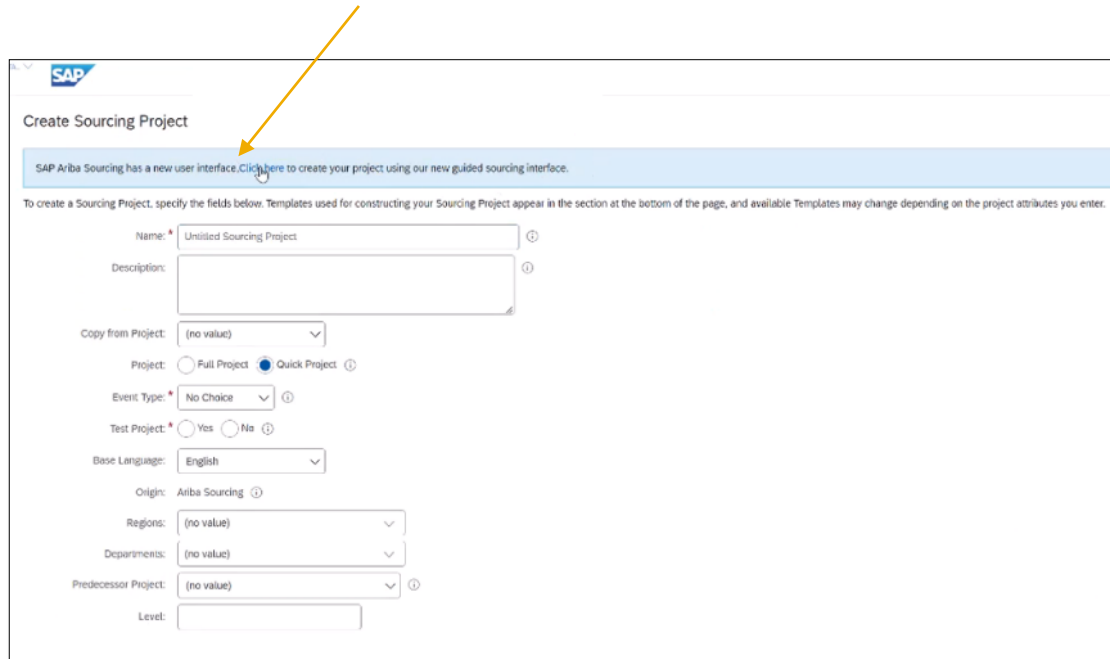 SAP
Create Sourcing Project
SAP Ariba Sourcing has a new user interface.Click here to create your project using our new guided sourcing interface.
To create a Sourcing Project, specify the fields below. Templates used for constructing your Sourcing Project appear in the section at the bottom of the page, and available Templates may change depending on the project attributes you enter.
Name: * Untitled Sourcing Project
Description:
Copy from Project: (no value)
Project: Full Project Quick Project
Event Type: * No Choice
Test Project: * Yes No
Base Language: English
Origin: Ariba Sourcing
Regions: (no value)
Departments: (no value)
Predecessor Project: (no value)
Level: